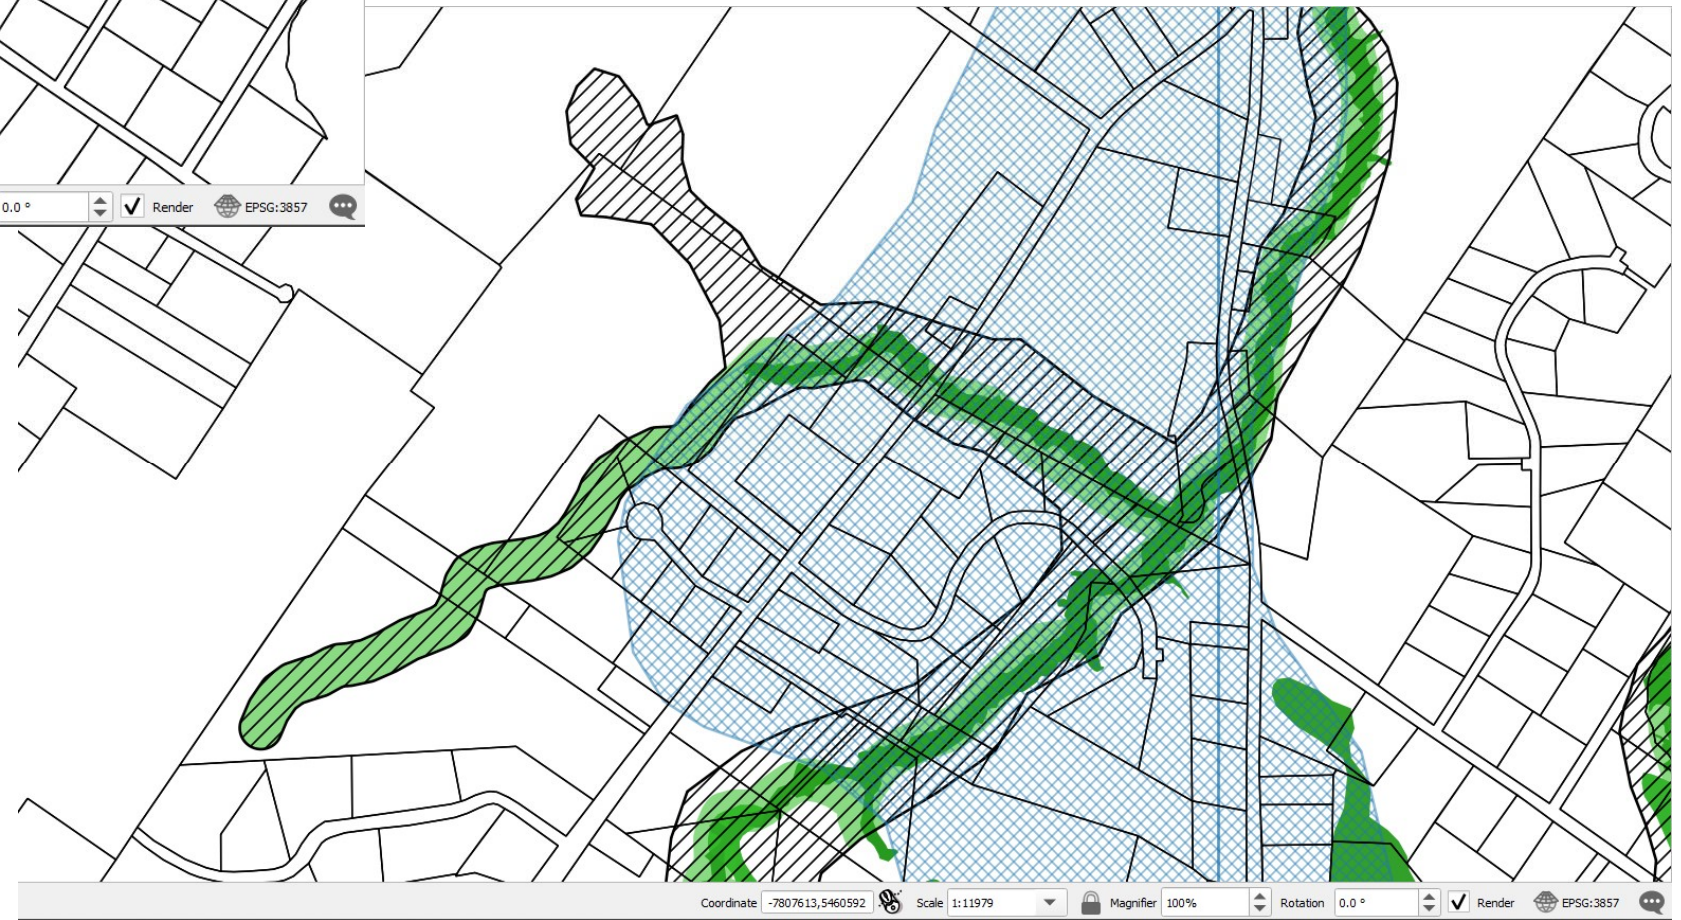 0.0 °
Render
EPSG:3857
Coordinate -7807613,5460592 Scale 1:11979 Magnifier 100% Rotation 0.0 ° Render EPSG:3857